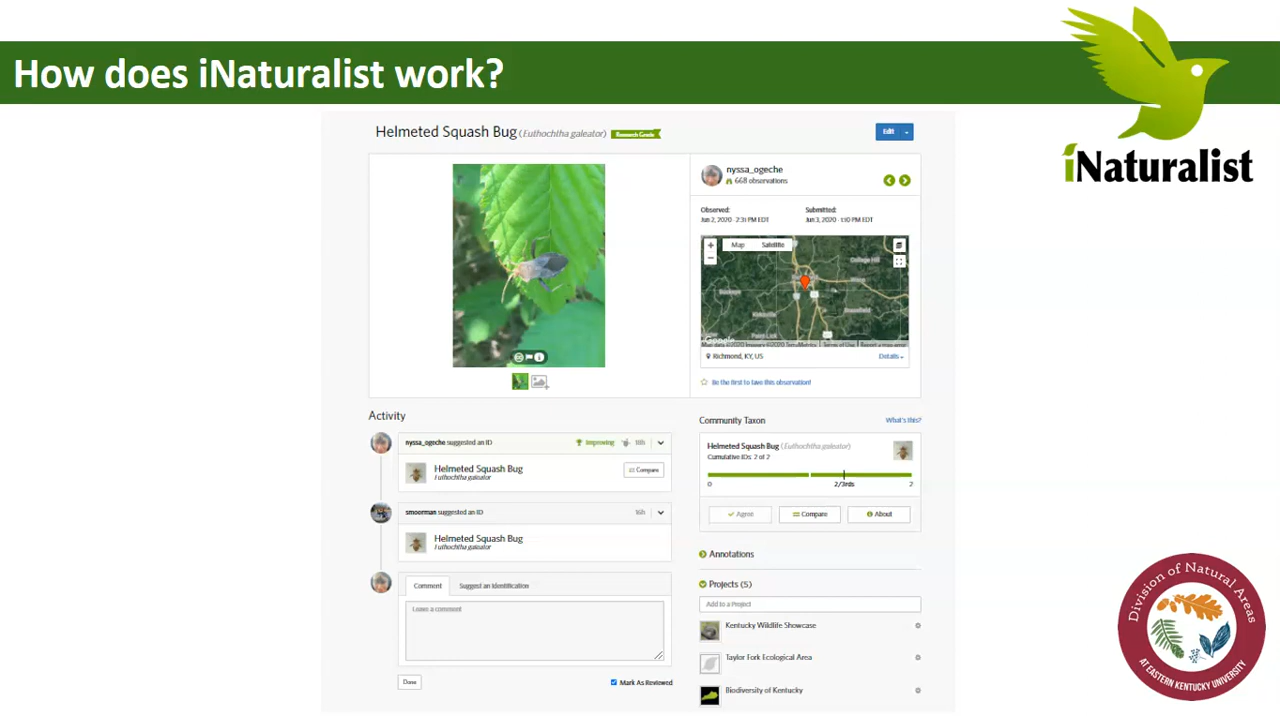 How does iNaturalist work?
iNaturalist
Helmeted Squash Bug (Euthochtha galeator) Research Grade
Edit
nyssa_ogeche
668 observations
Observed: Submitted:
Jun 2, 2020 · 2:31 PM EDT Jun 3, 2020 · 1:10 PM EDT
+ Map Satellite
−
College Hill
Kirksville
Google
Richmond, KY, US Details
Be the first to fave this observation!
Activity
nyssa_ogeche suggested an ID Improving 18h
Helmeted Squash Bug Compare
Euthochtha galeator
smoorman suggested an ID 16h
Helmeted Squash Bug
Euthochtha galeator
Comment Suggest an Identification
Leave a comment
Done Mark As Reviewed
Community Taxon What's this?
Helmeted Squash Bug (Euthochtha galeator)
Cumulative IDs: 2 of 2
0 2/3rds 2
Agree Compare About
Annotations
Projects (5)
Add to a Project
Kentucky Wildlife Showcase
Taylor Fork Ecological Area
Biodiversity of Kentucky
Division of Natural Areas
AT EASTERN KENTUCKY UNIVERSITY